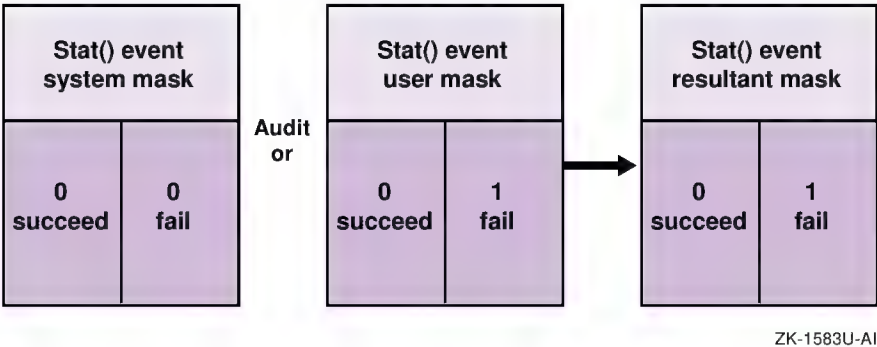 Stat() event
system mask
0
succeed
0
fail
Audit
or
Stat() event
user mask
0
succeed
1
fail
Stat() event
resultant mask
0
succeed
1
fail
ZK-1583U-AI